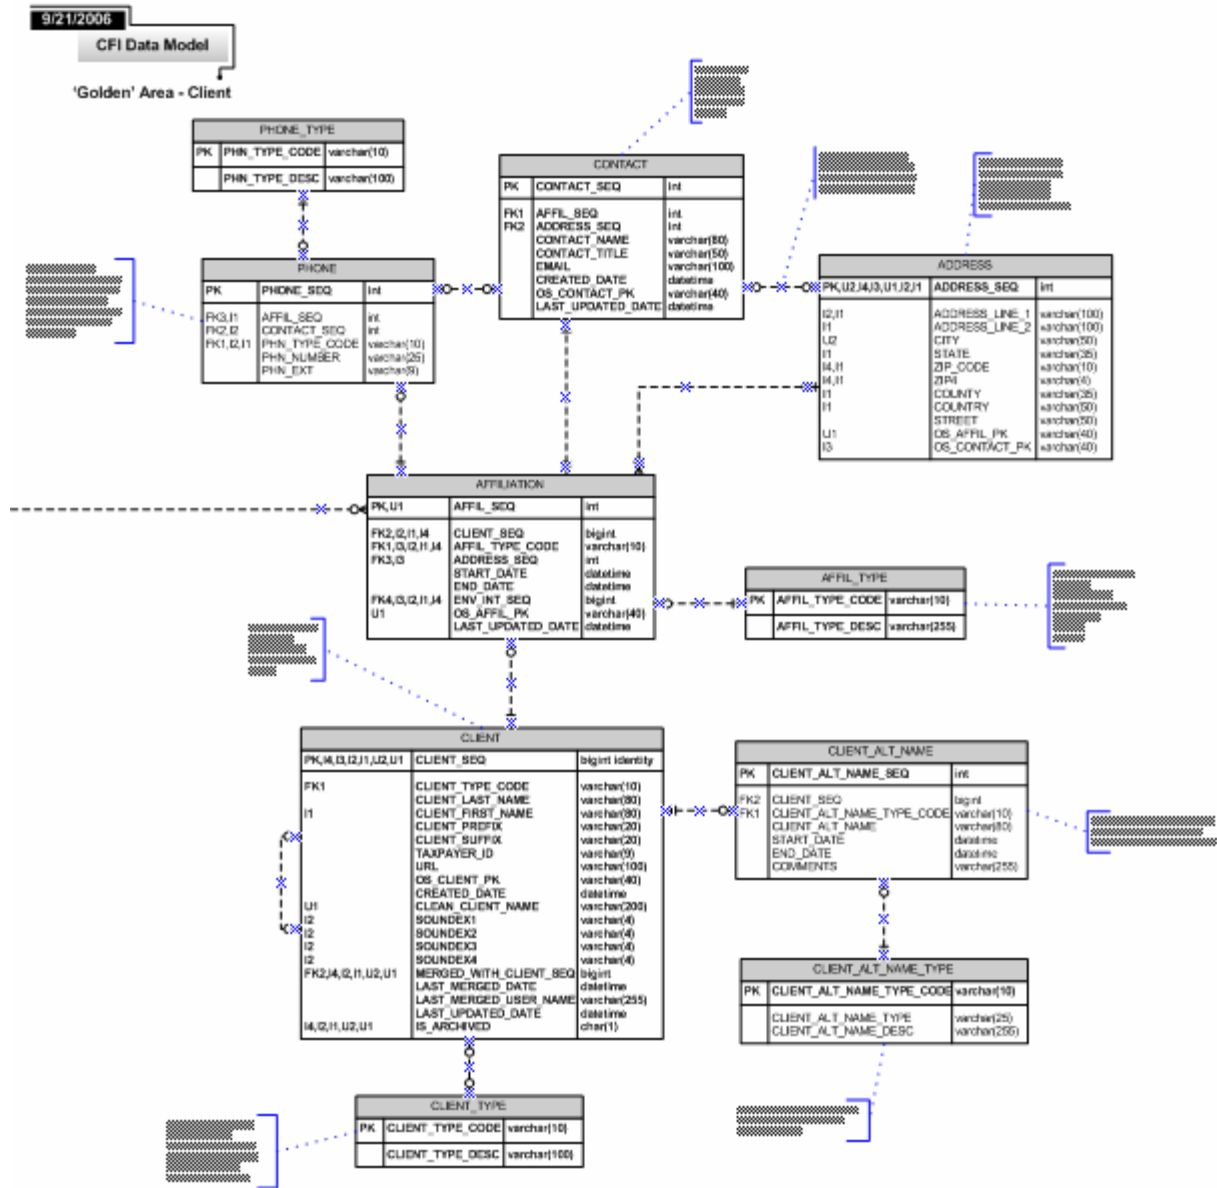 9/21/2006
CFI Data Model
'Golden' Area - Client
PHONE_TYPE
PK PHN_TYPE_CODE varchar(10)
PHN_TYPE_DESC varchar(100)
CONTACT
PK CONTACT_SEQ int
FK1 AFFIL_SEQ int
FK2 ADDRESS_SEQ int
CONTACT_NAME varchar(80)
CONTACT_TITLE varchar(50)
EMAIL varchar(100)
CREATED_DATE datetime
OS_CONTACT_PK varchar(40)
LAST_UPDATED_DATE datetime
PHONE
PK PHONE_SEQ int
FK3,I1 AFFIL_SEQ int
FK2,I2 CONTACT_SEQ int
FK1,I2,I1 PHN_TYPE_CODE varchar(10)
PHN_NUMBER varchar(25)
PHN_EXT varchar(9)
ADDRESS
PK,U2,I4,I3,U1,I2,I1 ADDRESS_SEQ int
I2,I1 ADDRESS_LINE_1 varchar(100)
I1 ADDRESS_LINE_2 varchar(100)
U2 CITY varchar(50)
I1 STATE varchar(35)
I4,I1 ZIP_CODE varchar(10)
I4,I1 ZIP4 varchar(4)
I1 COUNTY varchar(35)
I1 COUNTRY varchar(50)
STREET varchar(50)
U1 OS_AFFIL_PK varchar(40)
I3 OS_CONTACT_PK varchar(40)
AFFILIATION
PK,U1 AFFIL_SEQ int
FK2,I2,I1,I4 CLIENT_SEQ bigint
FK1,I3,I2,I1,I4 AFFIL_TYPE_CODE varchar(10)
FK3,I3 ADDRESS_SEQ int
START_DATE datetime
END_DATE datetime
FK4,I3,I2,I1,I4 ENV_INT_SEQ bigint
U1 OS_AFFIL_PK varchar(40)
LAST_UPDATED_DATE datetime
AFFIL_TYPE
PK AFFIL_TYPE_CODE varchar(10)
AFFIL_TYPE_DESC varchar(255)
CLIENT
PK,I4,I3,I2,I1,U2,U1 CLIENT_SEQ bigint identity
FK1 CLIENT_TYPE_CODE varchar(10)
CLIENT_LAST_NAME varchar(80)
I1 CLIENT_FIRST_NAME varchar(80)
CLIENT_PREFIX varchar(20)
CLIENT_SUFFIX varchar(20)
TAXPAYER_ID varchar(9)
URL varchar(100)
OS_CLIENT_PK varchar(40)
CREATED_DATE datetime
U1 CLEAN_CLIENT_NAME varchar(200)
I2 SOUNDEX1 varchar(4)
I2 SOUNDEX2 varchar(4)
I2 SOUNDEX3 varchar(4)
I2 SOUNDEX4 varchar(4)
FK2,I4,I2,I1,U2,U1 MERGED_WITH_CLIENT_SEQ bigint
LAST_MERGED_DATE datetime
LAST_MERGED_USER_NAME varchar(255)
LAST_UPDATED_DATE datetime
I4,I2,I1,U2,U1 IS_ARCHIVED char(1)
CLIENT_ALT_NAME
PK CLIENT_ALT_NAME_SEQ int
FK2 CLIENT_SEQ bigint
FK1 CLIENT_ALT_NAME_TYPE_CODE varchar(10)
CLIENT_ALT_NAME varchar(80)
START_DATE datetime
END_DATE datetime
COMMENTS varchar(255)
CLIENT_ALT_NAME_TYPE
PK CLIENT_ALT_NAME_TYPE_CODE varchar(10)
CLIENT_ALT_NAME_TYPE varchar(25)
CLIENT_ALT_NAME_DESC varchar(255)
CLIENT_TYPE
PK CLIENT_TYPE_CODE varchar(10)
CLIENT_TYPE_DESC varchar(100)